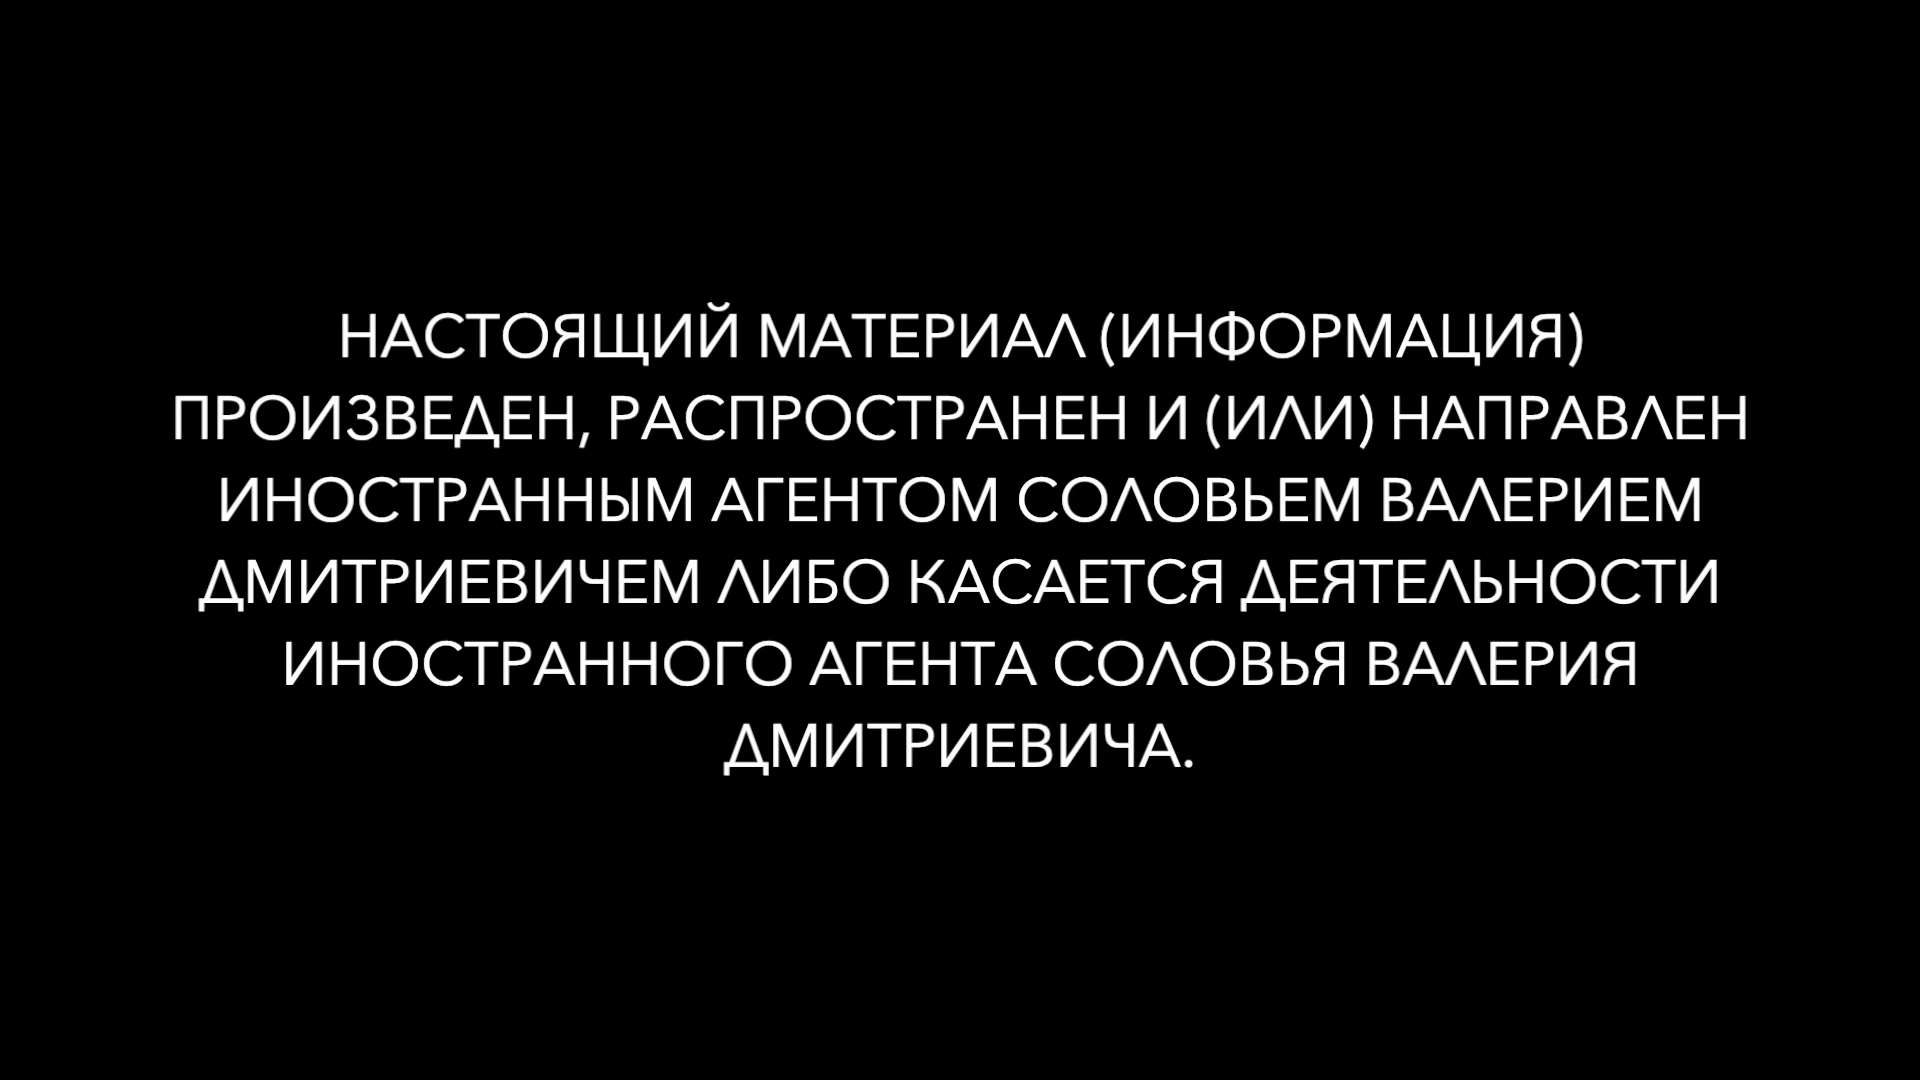 НАСТОЯЩИЙ МАТЕРИАЛ (ИНФОРМАЦИЯ)
ПРОИЗВЕДЕН, РАСПРОСТРАНЕН И (ИЛИ) НАПРАВЛЕН
ИНОСТРАННЫМ АГЕНТОМ СОЛОВЬЕМ ВАЛЕРИЕМ
ДМИТРИЕВИЧЕМ ЛИБО КАСАЕТСЯ ДЕЯТЕЛЬНОСТИ
ИНОСТРАННОГО АГЕНТА СОЛОВЬЯ ВАЛЕРИЯ
ДМИТРИЕВИЧА.